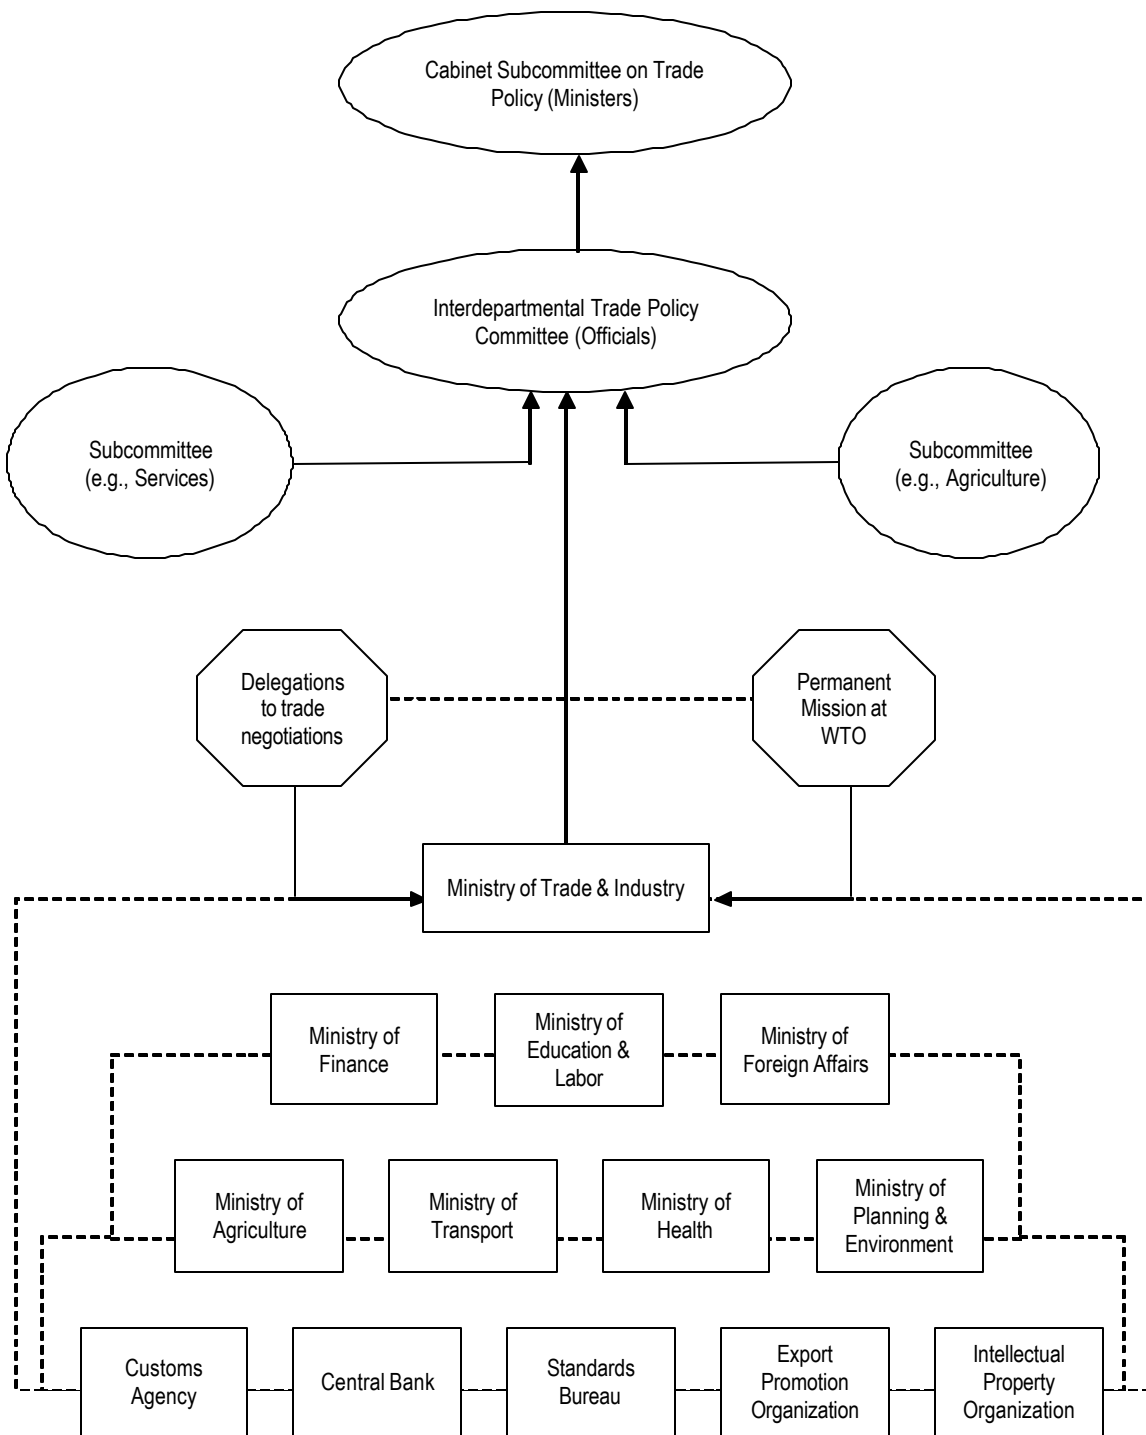 Cabinet Subcommittee on Trade
Policy (Ministers)
Interdepartmental Trade Policy
Committee (Officials)
Subcommittee
(e.g., Services)
Subcommittee
(e.g., Agriculture)
Delegations
to trade
negotiations
Permanent
Mission at
WTO
Ministry of Trade & Industry
Ministry of
Finance
Ministry of
Education &
Labor
Ministry of
Foreign Affairs
Ministry of
Agriculture
Ministry of
Transport
Ministry of
Health
Ministry of
Planning &
Environment
Customs
Agency
Central Bank
Standards
Bureau
Export
Promotion
Organization
Intellectual
Property
Organization